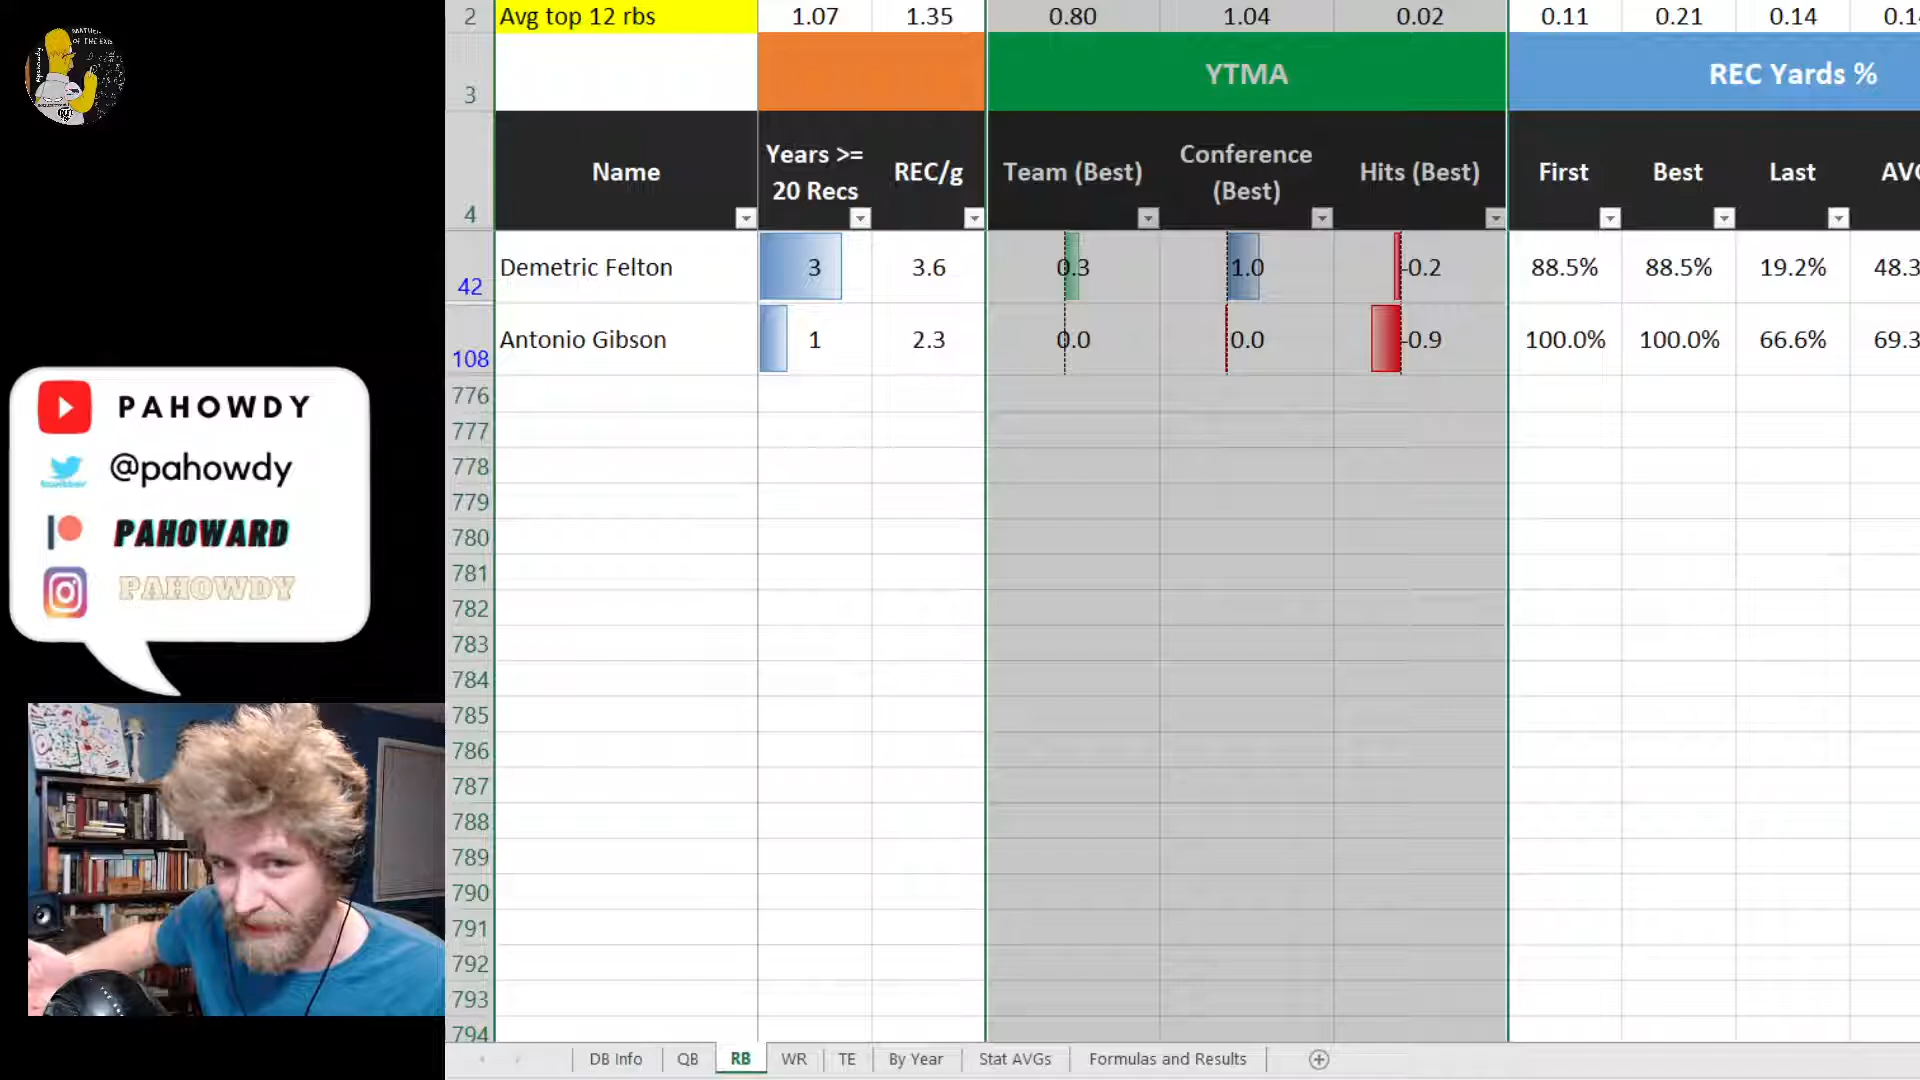 2 Avg top 12 rbs 1.07 1.35 0.80 1.04 0.02 0.11 0.21 0.14
3 YTMA REC Yards %
4 Name Years >= 20 Recs REC/g Team (Best) Conference (Best) Hits (Best) First Best Last
42 Demetric Felton 3 3.6 0.3 1.0 -0.2 88.5% 88.5% 19.2% 48.3
108 Antonio Gibson 1 2.3 0.0 0.0 -0.9 100.0% 100.0% 66.6% 69.3
776
777
778
779
780
781
782
783
784
785
786
787
788
789
790
791
792
793
794
PAHOWDY
@pahowdy
PAHOWARD
PAHOWDY
DB Info QB RB WR TE By Year Stat AVGs Formulas and Results